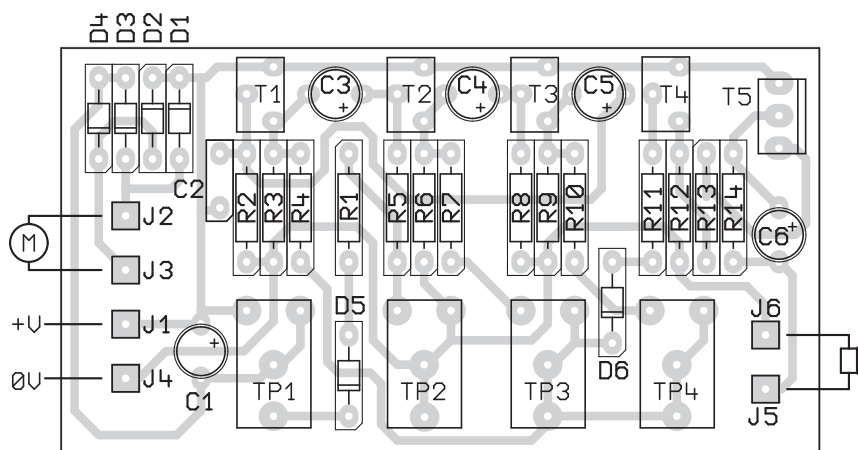 D4 D3 D2 D1
T1 C3 T2 C4 T3 C5 T4 T5
C2 R2 R3 R4 R1 R5 R6 R7 R8 R9 R10 R11 R12 R13 R14
+ + +
J2
M
C6 +
J3
D5 J6
+V J1 +
D6
0V J4 TP1 TP2 TP3 TP4
C1 J5